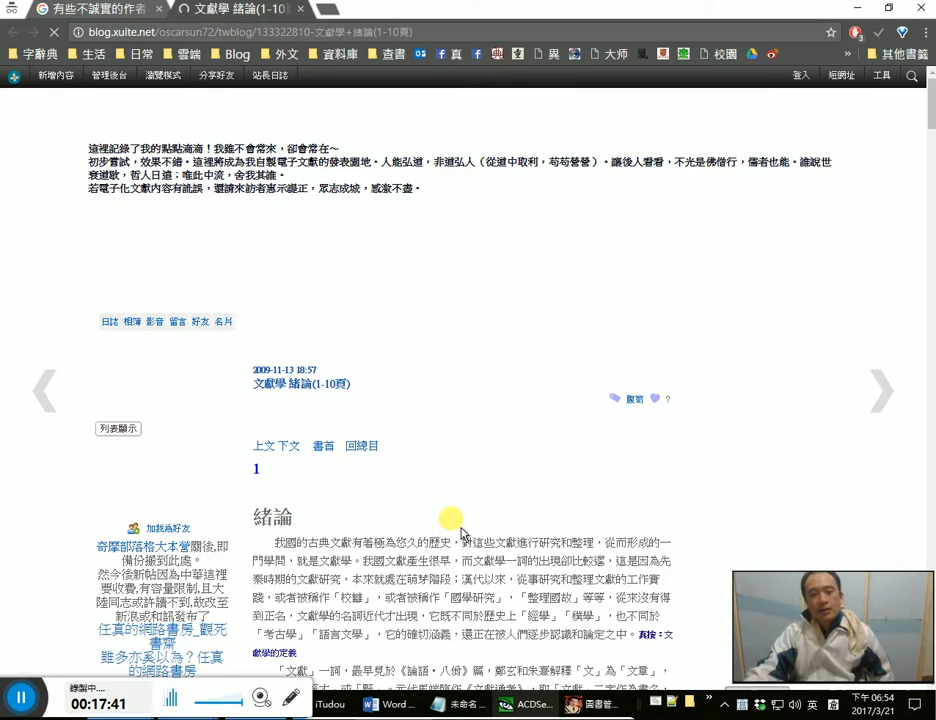 有些不誠實的作者
文獻學 緒論(1-10
blog.xuite.net/oscarsun72/twblog/133322810-文獻學+緒論(1-10頁)
字辭典 生活 日常 雲端 Blog 外文 資料庫 查書 真 異 大师 校園 其他書籤
新增內容 管理後台 瀏覽模式 分享好友 站長日誌 登入 短網址 工具
這裡記錄了我的點點滴滴！我雖不會常來，卻會常在～
初步嘗試，效果不錯。這裡將成為我自製電子文獻的發表園地。人能弘道，非道弘人（從道中取利，苟苟營營）。讓後人看看，不光是佛偕行，儒者也能。誰說世
衰道歇，哲人日遠；唯此中流，舍我其誰。
若電子化文獻內容有訛誤，還請來訪者惠示諟正，眾志成城，感激不盡。
日誌 相簿 影音 留言 好友 名片
2009-11-13 18:57
文獻學 緒論(1-10頁)
腹笥 ?
列表顯示
上文 下文 書首 回總目
1
緒論
加我為好友
奇摩部落格大本營關後,即
備份搬到此處。
然今後新帖因為中華這裡
要收費,有容量限制,且大
陸同志或許讀不到,故改至
新浪或和訊發布了
任真的網路書房_觀死
書齋
雖多亦奚以為？任真
的網路書房
我國的古典文獻有著極為悠久的歷史，對這些文獻進行研究和整理，從而形成的一
門學問，就是文獻學。我國文獻產生很早，而文獻學一詞的出現卻比較遲，這是因為先
秦時期的文獻研究，本來就處在萌芽階段；漢代以來，從事研究和整理文獻的工作實
踐，或者被稱作「校讎」，或者被稱作「國學研究」，「整理國故」等等，從來沒有得
到正名，文獻學的名詞近代才出現，它既不同於歷史上「經學」「樸學」，也不同於
「考古學」「語言文學」，它的確切涵義，還正在被人們逐步認識和論定之中。真按：文
獻學的定義
「文獻」一詞，最早見於《論語・八佾》篇，鄭玄和朱熹解釋「文」為「文章」，
錄製中....
00:17:41
iTudou
Word ...
未命名 ...
ACDSe...
圖書管...
英
下午 06:54
2017/3/21